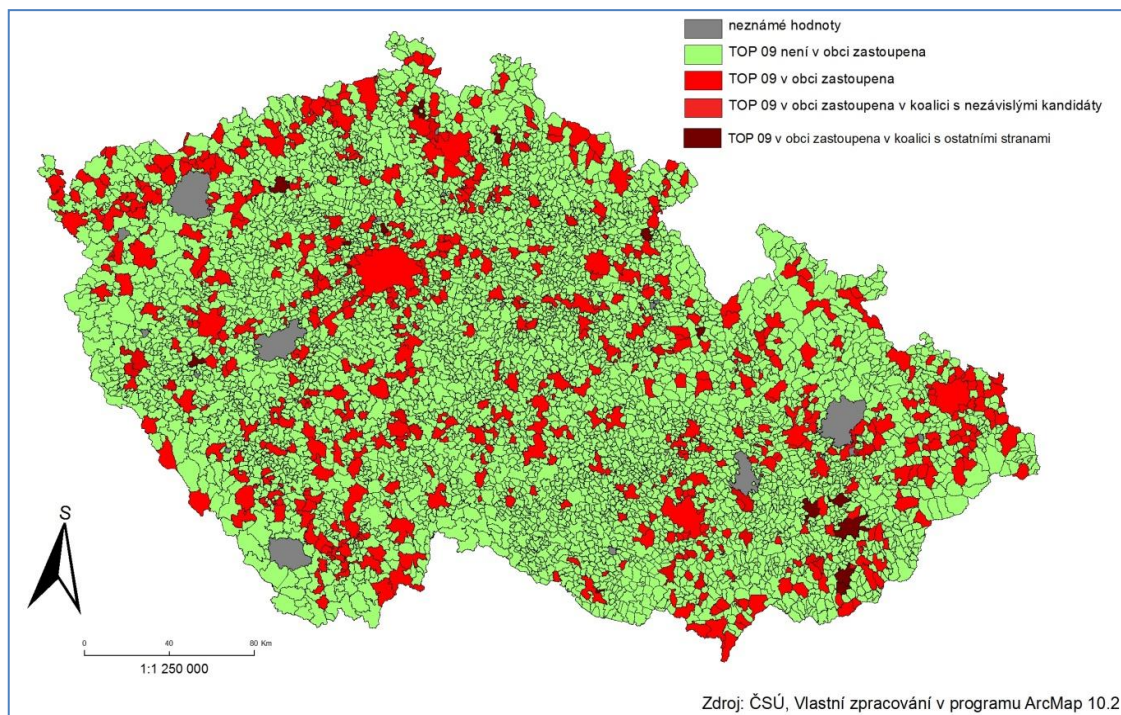 neznámé hodnoty
TOP 09 není v obci zastoupena
TOP 09 v obci zastoupena
TOP 09 v obci zastoupena v koalici s nezávislými kandidáty
TOP 09 v obci zastoupena v koalici s ostatními stranami
S
0 40 80 Km
1:1 250 000
Zdroj: ČSÚ, Vlastní zpracování v programu ArcMap 10.2